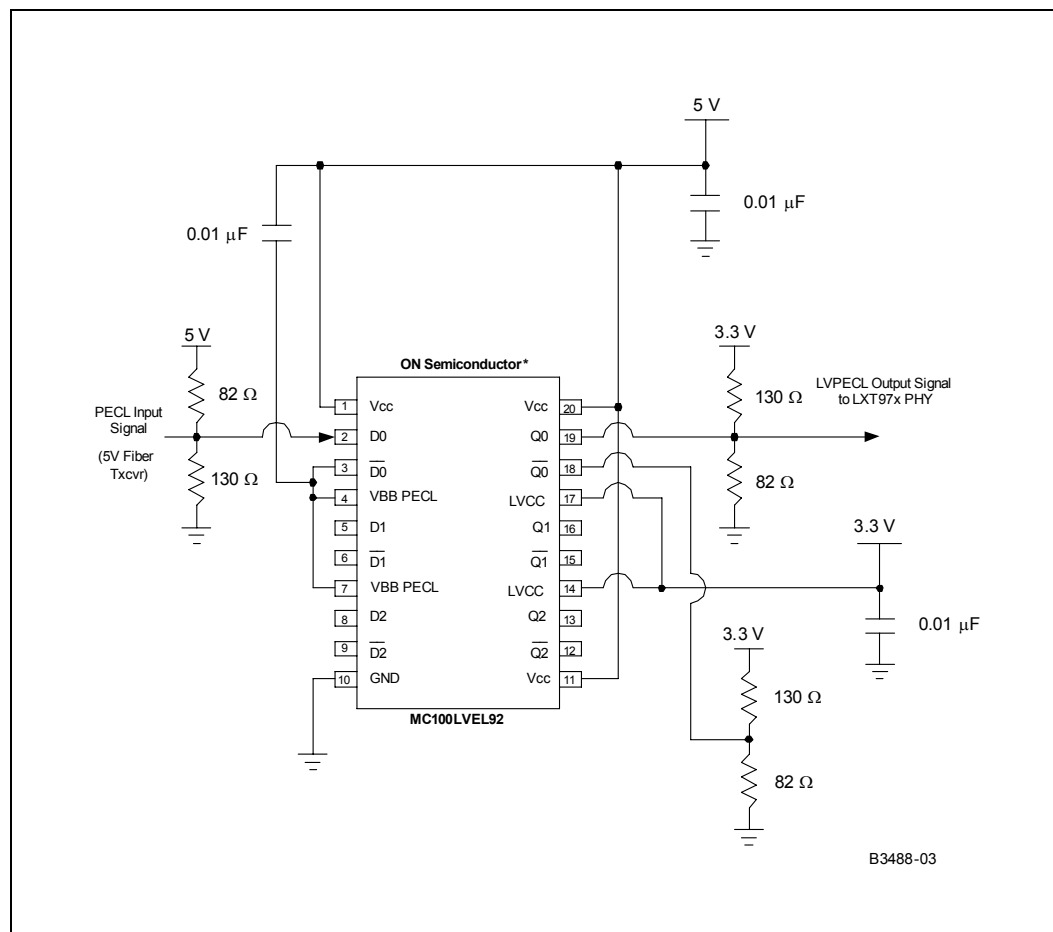 5 V
0.01 μF
0.01 μF
5 V
3.3 V
ON Semiconductor*
82 Ω
130 Ω
LVPECL Output Signal
to LXT97x PHY
PECL Input
Signal
(5V Fiber
Txcvr)
130 Ω
82 Ω
1 Vcc Vcc 20
2 D0 Q0 19
3 D0 Q0 18
4 VBB PECL LVCC 17
5 D1 Q1 16
6 D1 Q1 15
7 VBB PECL LVCC 14
8 D2 Q2 13
9 D2 Q2 12
10 GND Vcc 11
MC100LVEL92
3.3 V
0.01 μF
3.3 V
130 Ω
82 Ω
B3488-03